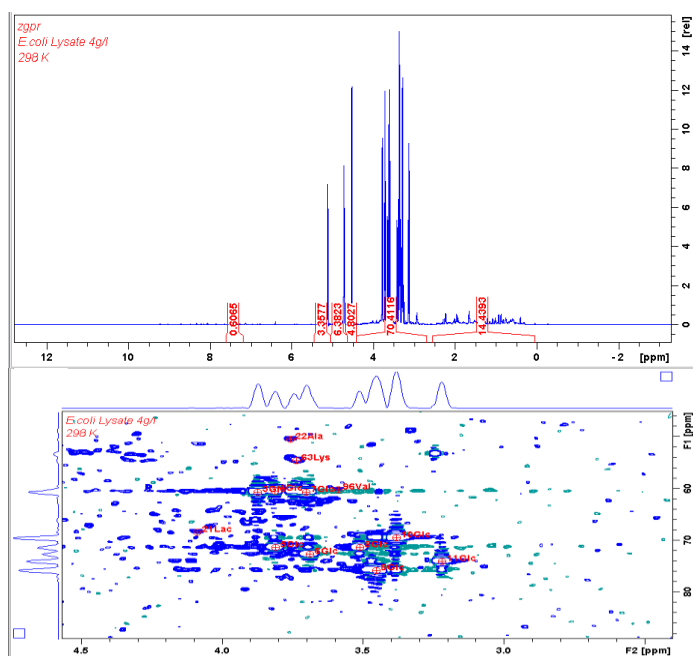 zgpr
E.coli Lysate 4g/l
298 K
[rel]
14
12
10
8
6
4
2
0
0.6065
3.3577
6.3823
4.8027
70.4116
14.4393
12
10
8
6
4
2
0
- 2
[ppm]
E.coli Lysate 4g/l
298 K
F1 [ppm]
22Ala
63Lys
96Val
60
21Lac
10Glc
70
11Glc
80
4.5
4.0
3.5
3.0
F2 [ppm]